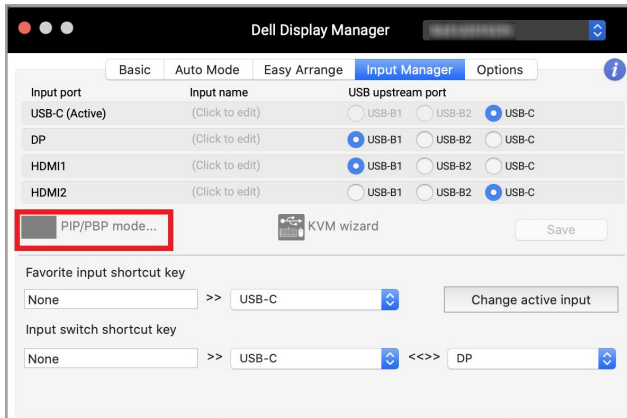 Dell Display Manager
Basic Auto Mode Easy Arrange Input Manager Options i
Input port Input name USB upstream port
USB-C (Active) (Click to edit) USB-B1 USB-B2 USB-C
DP (Click to edit) USB-B1 USB-B2 USB-C
HDMI1 (Click to edit) USB-B1 USB-B2 USB-C
HDMI2 (Click to edit) USB-B1 USB-B2 USB-C
PIP/PBP mode... KVM wizard Save
Favorite input shortcut key
None >> USB-C Change active input
Input switch shortcut key
None >> USB-C <<>> DP